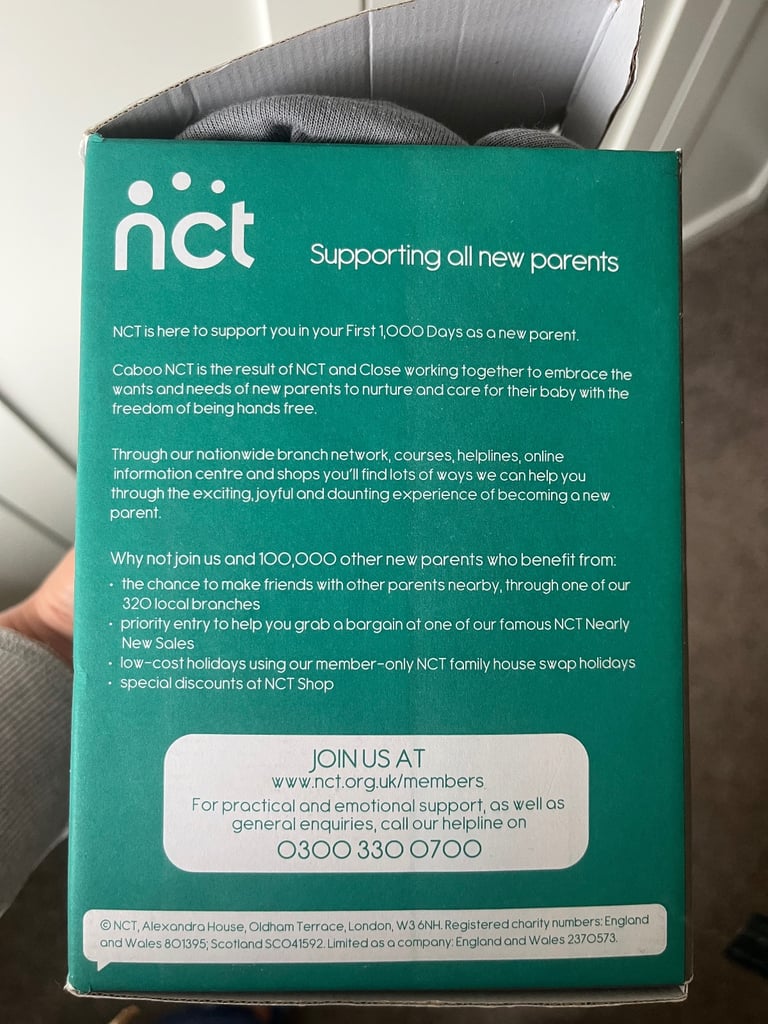 nct
Supporting all new parents
NCT is here to support you in your First 1,000 Days as a new parent.
Caboo NCT is the result of NCT and Close working together to embrace the
wants and needs of new parents to nurture and care for their baby with the
freedom of being hands free.
Through our nationwide branch network, courses, helplines, online
information centre and shops you'll find lots of ways we can help you
through the exciting, joyful and daunting experience of becoming a new
parent.
Why not join us and 100,000 other new parents who benefit from:
· the chance to make friends with other parents nearby, through one of our
320 local branches
· priority entry to help you grab a bargain at one of our famous NCT Nearly
New Sales
· low-cost holidays using our member-only NCT family house swap holidays
· special discounts at NCT Shop
JOIN US AT
www.nct.org.uk/members
For practical and emotional support, as well as
general enquiries, call our helpline on
0300 330 0700
© NCT, Alexandra House, Oldham Terrace, London, W3 6NH. Registered charity numbers: England
and Wales 801395; Scotland SCO41592. Limited as a company: England and Wales 2370573.